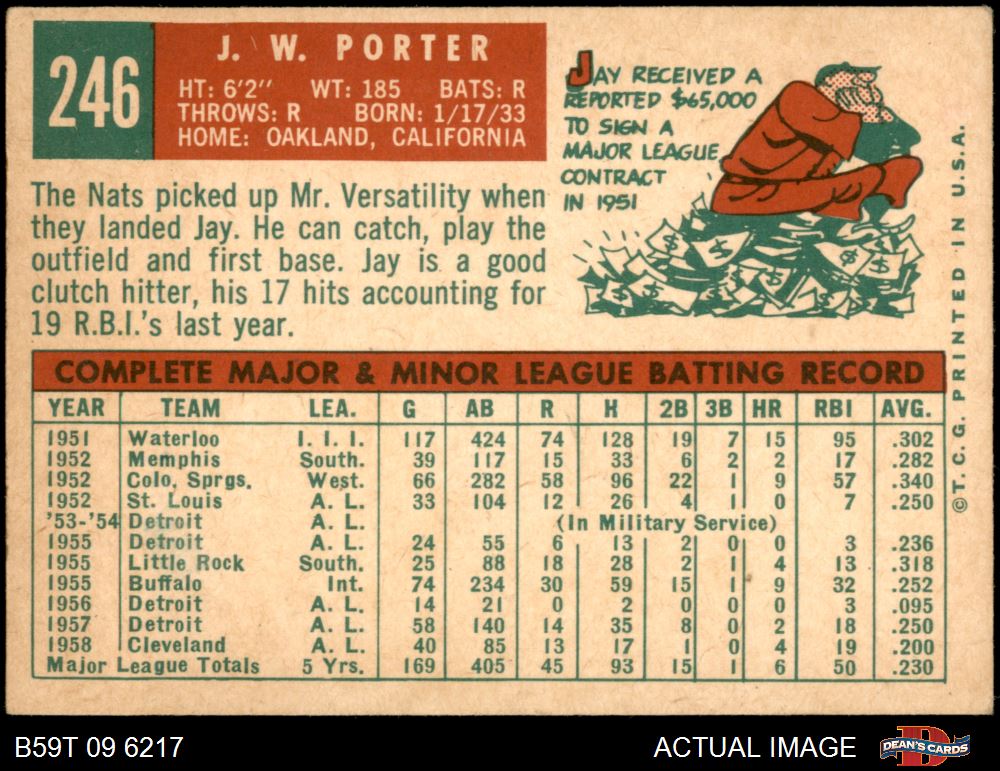 246
J. W. PORTER
HT: 6'2" WT: 185 BATS: R
THROWS: R BORN: 1/17/33
HOME: OAKLAND, CALIFORNIA
JAY RECEIVED A
REPORTED $65,000
TO SIGN A
MAJOR LEAGUE
CONTRACT
IN 1951
The Nats picked up Mr. Versatility when
they landed Jay. He can catch, play the
outfield and first base. Jay is a good
clutch hitter, his 17 hits accounting for
19 R.B.I.'s last year.
COMPLETE MAJOR & MINOR LEAGUE BATTING RECORD
YEAR TEAM LEA. G AB R H 2B 3B HR RBI AVG.
1951 Waterloo I. I. I. 117 424 74 128 19 7 15 95 .302
1952 Memphis South. 39 117 15 33 6 2 2 17 .282
1952 Colo. Sprgs. West. 66 282 58 96 22 1 9 57 .340
1952 St. Louis A. L. 33 104 12 26 4 1 0 7 .250
'53-'54 Detroit A. L. (In Military Service)
1955 Detroit A. L. 24 55 6 13 2 0 0 3 .236
1955 Little Rock South. 25 88 18 28 2 1 4 13 .318
1955 Buffalo Int. 74 234 30 59 15 1 9 32 .252
1956 Detroit A. L. 14 21 0 2 0 0 0 3 .095
1957 Detroit A. L. 58 140 14 35 8 0 2 18 .250
1958 Cleveland A. L. 40 85 13 17 1 0 4 19 .200
Major League Totals 5 Yrs. 169 405 45 93 15 1 6 50 .230
© T. C. G. PRINTED IN U.S.A.
B59T 09 6217
ACTUAL IMAGE
DEAN'S CARDS